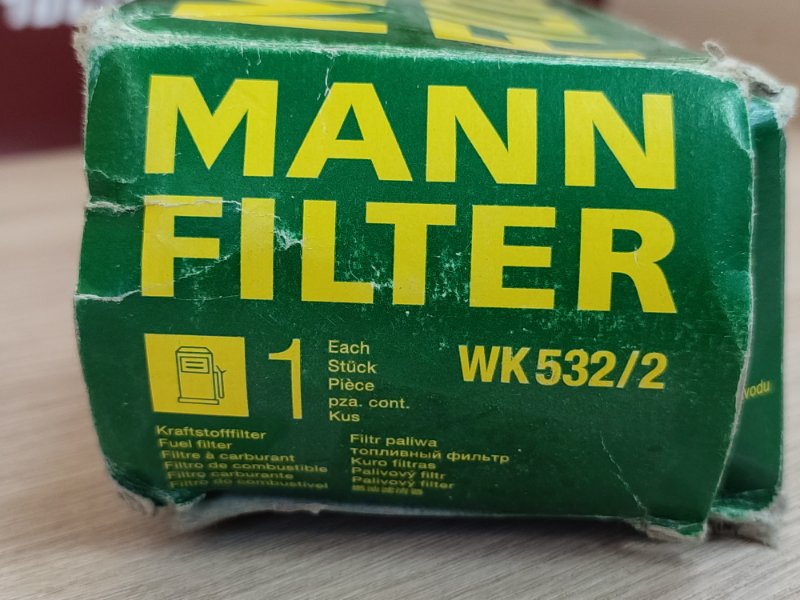 MANN
FILTER
1
Each
Stück
Pièce
pza. cont.
Kus
WK 532/2
Kraftstofffilter
Fuel filter
Filtre à carburant
Filtro de combustible
Filtro carburante
Filtro de combustível
Filtr paliwa
топливный фильтр
Kuro filtras
Palivový filtr
Palivový filter
vodu